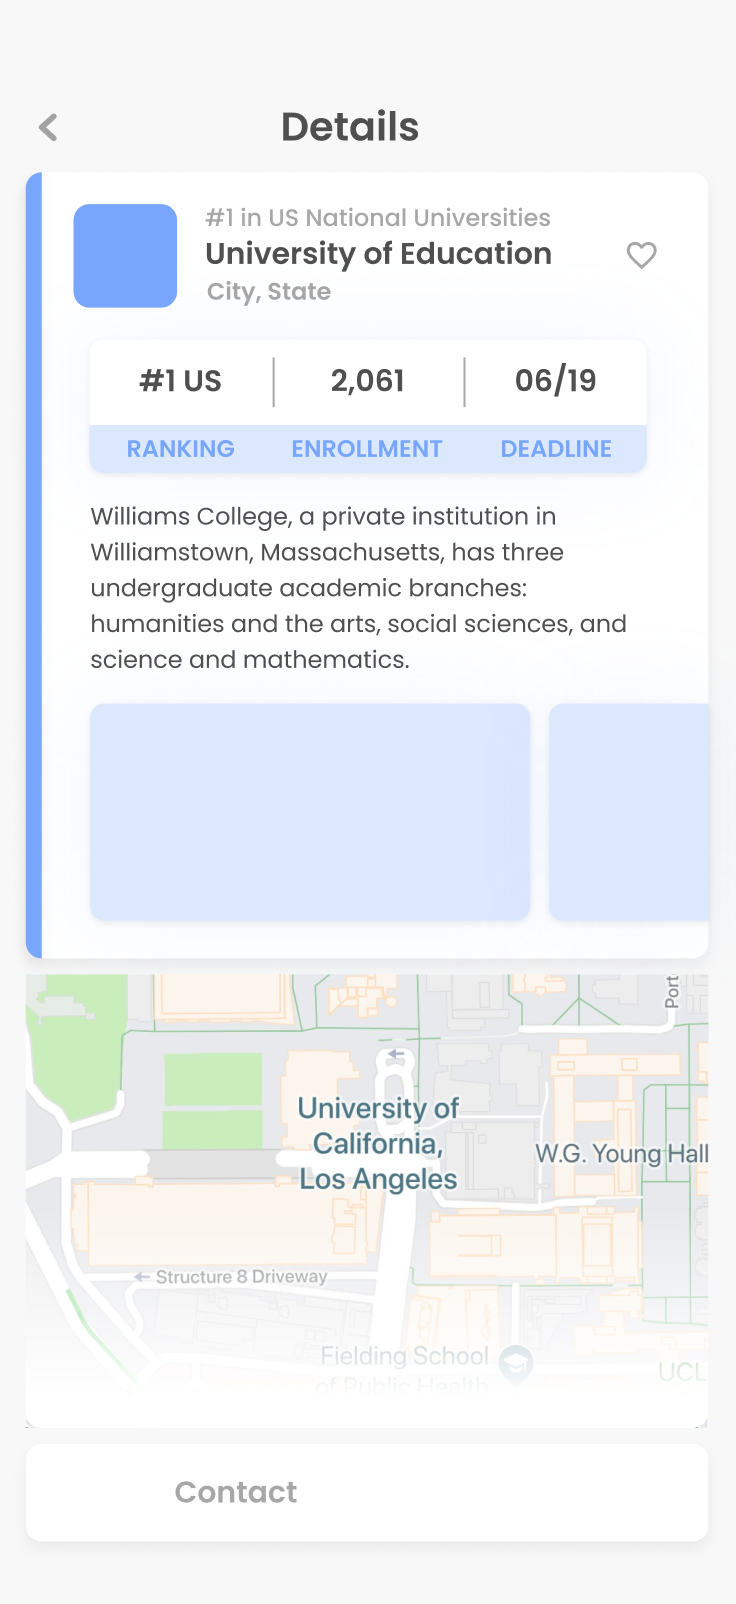 Details
#1 in US National Universities
University of Education
City, State
#1 US
2,061
06/19
RANKING
ENROLLMENT
DEADLINE
Williams College, a private institution in
Williamstown, Massachusetts, has three
undergraduate academic branches:
humanities and the arts, social sciences, and
science and mathematics.
Port
University of
California,
Los Angeles
W.G. Young Hall
Structure 8 Driveway
Fielding School
of Public Health
UCL
Contact